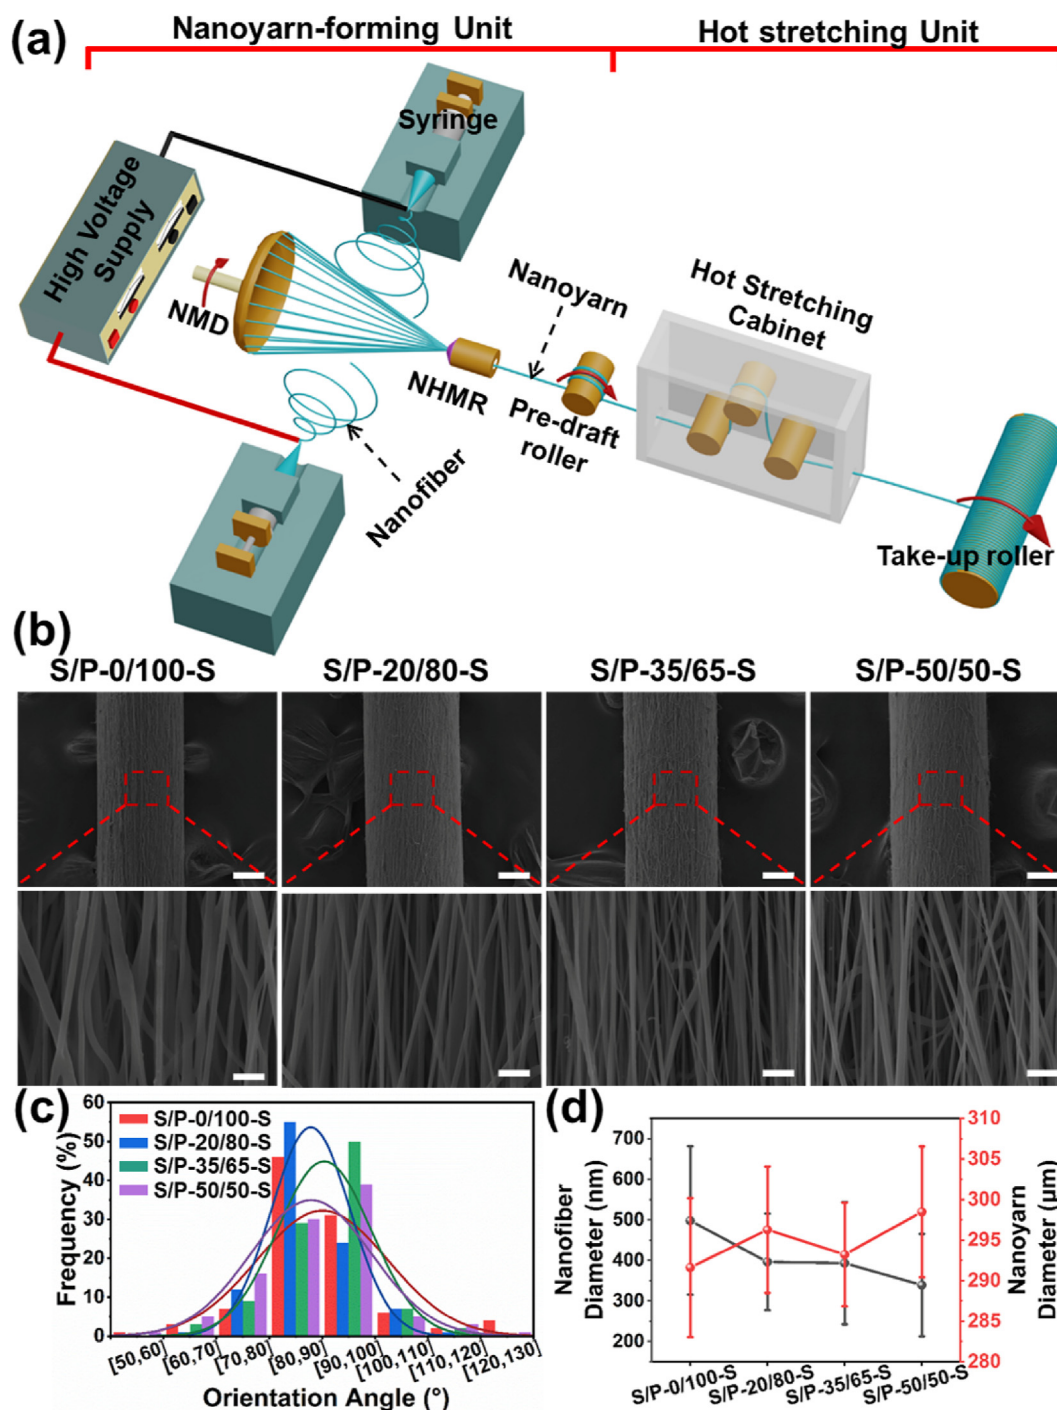 (a)
Nanoyarn-forming Unit
Hot stretching Unit
Syringe
High Voltage
Supply
NMD
Nanoyarn
Hot Stretching
Cabinet
NHMR
Pre-draft
roller
Nanofiber
Take-up roller
(b)
S/P-0/100-S
S/P-20/80-S
S/P-35/65-S
S/P-50/50-S
(c)
60
50
40
30
20
10
0
Frequency (%)
S/P-0/100-S
S/P-20/80-S
S/P-35/65-S
S/P-50/50-S
[50,60]
[60,70]
[70,80]
[80,90]
[90,100]
[100,110]
[110,120]
[120,130]
Orientation Angle (°)
(d)
700
600
500
400
300
200
Nanofiber
Diameter (nm)
310
305
300
295
290
285
280
Nanoyarn
Diameter (μm)
S/P-0/100-S
S/P-20/80-S
S/P-35/65-S
S/P-50/50-S